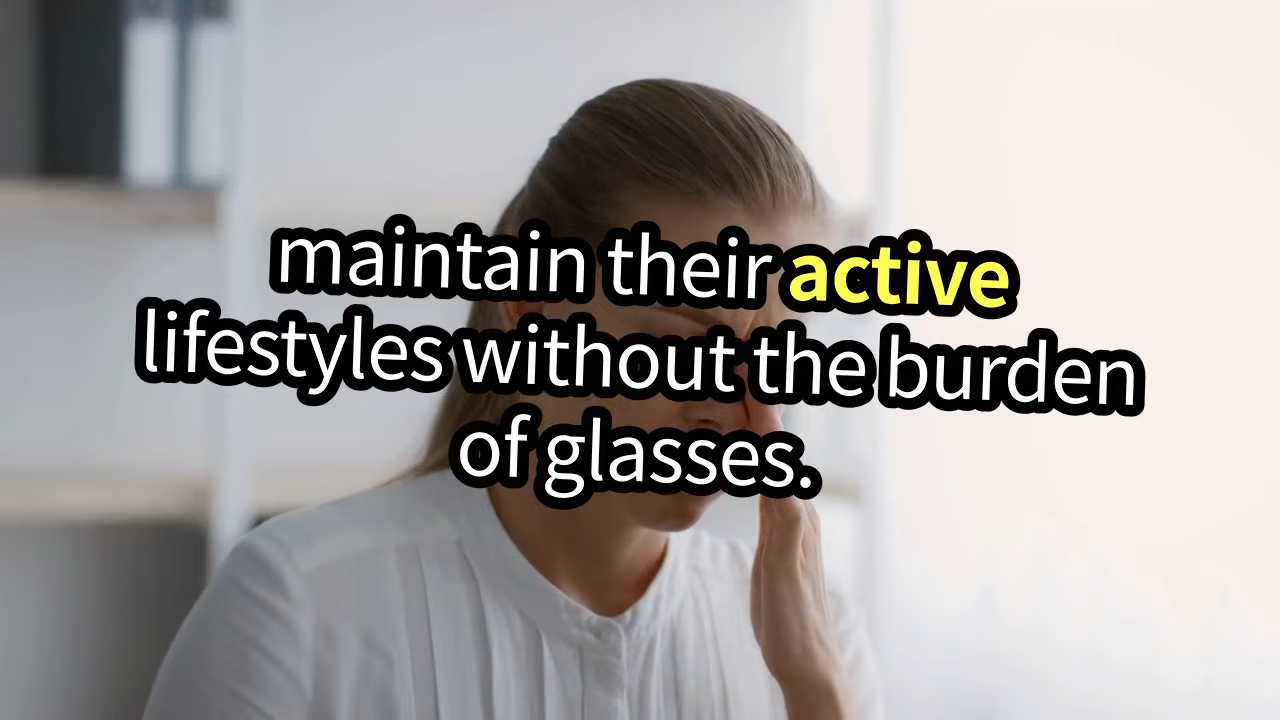 maintain their active
lifestyles without the burden
of glasses.